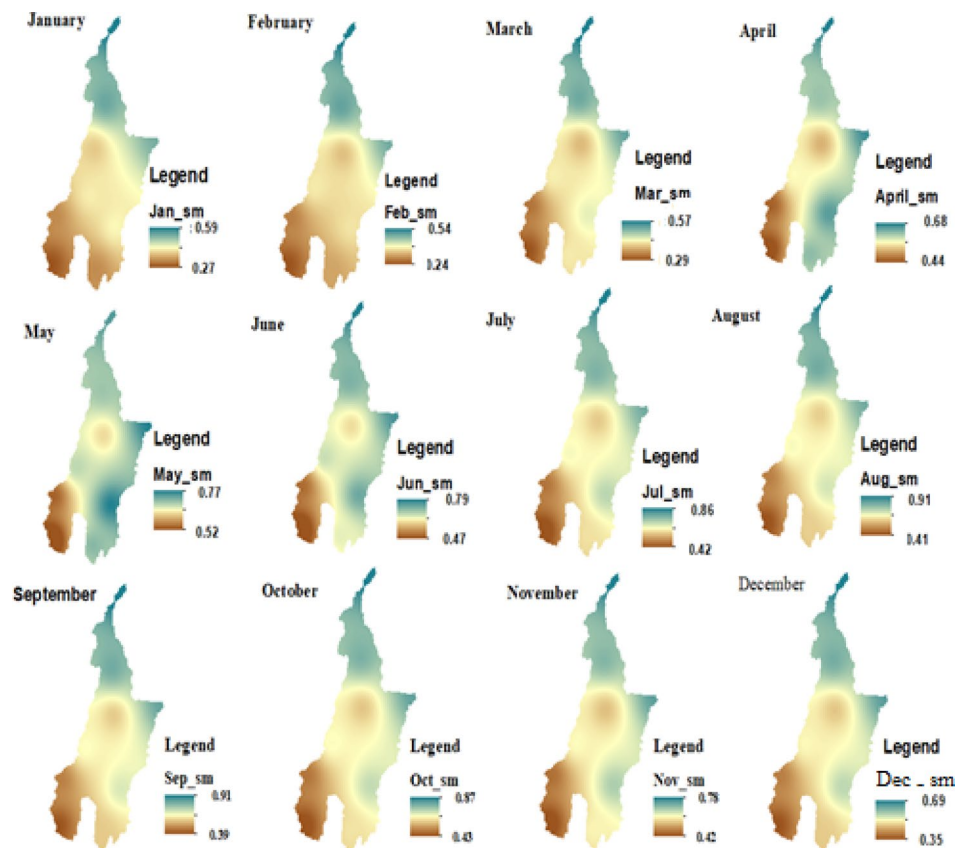 January
Legend
Jan_sm
: 0.59
0.27
February
Legend
Feb_sm
0.54
0.24
March
Legend
Mar_sm
0.57
0.29
April
Legend
April_sm
0.68
0.44
May
Legend
May_sm
0.77
0.52
June
Legend
Jun_sm
0.79
0.47
July
Legend
Jul_sm
0.86
0.42
August
Legend
Aug_sm
0.91
0.41
September
Legend
Sep_sm
0.91
0.39
October
Legend
Oct_sm
0.87
0.43
November
Legend
Nov_sm
0.78
0.42
December
Legend
Dec_sm
0.69
0.35